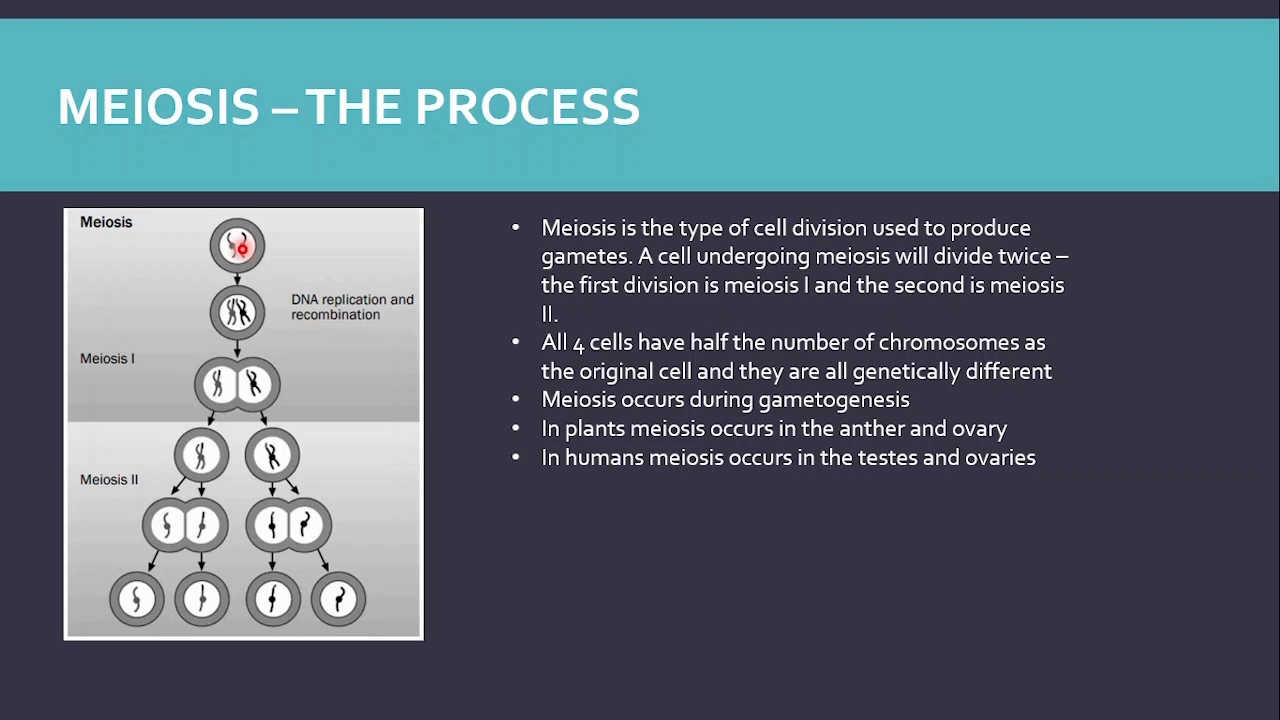 MEIOSIS – THE PROCESS
Meiosis
DNA replication and
recombination
Meiosis I
Meiosis II
• Meiosis is the type of cell division used to produce
gametes. A cell undergoing meiosis will divide twice –
the first division is meiosis I and the second is meiosis
II.
• All 4 cells have half the number of chromosomes as
the original cell and they are all genetically different
• Meiosis occurs during gametogenesis
• In plants meiosis occurs in the anther and ovary
• In humans meiosis occurs in the testes and ovaries